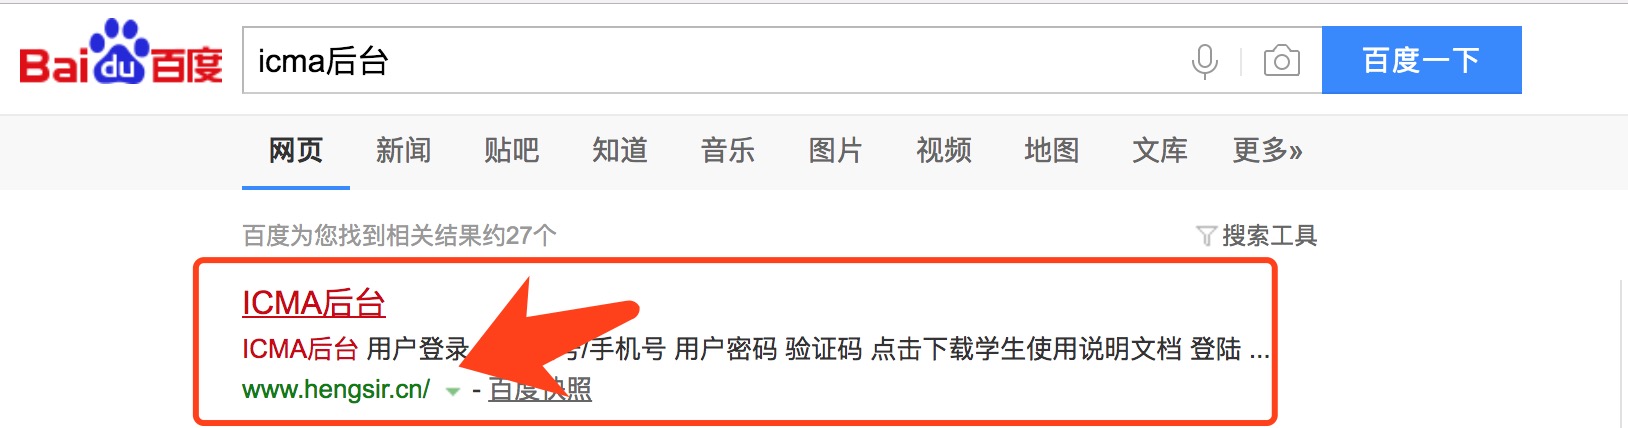 Bai du 百度
icma后台
百度一下
网页 新闻 贴吧 知道 音乐 图片 视频 地图 文库 更多»
百度为您找到相关结果约27个 搜索工具
ICMA后台
ICMA后台 用户登录 号/手机号 用户密码 验证码 点击下载学生使用说明文档 登陆 ...
www.hengsir.cn/ - 百度快照